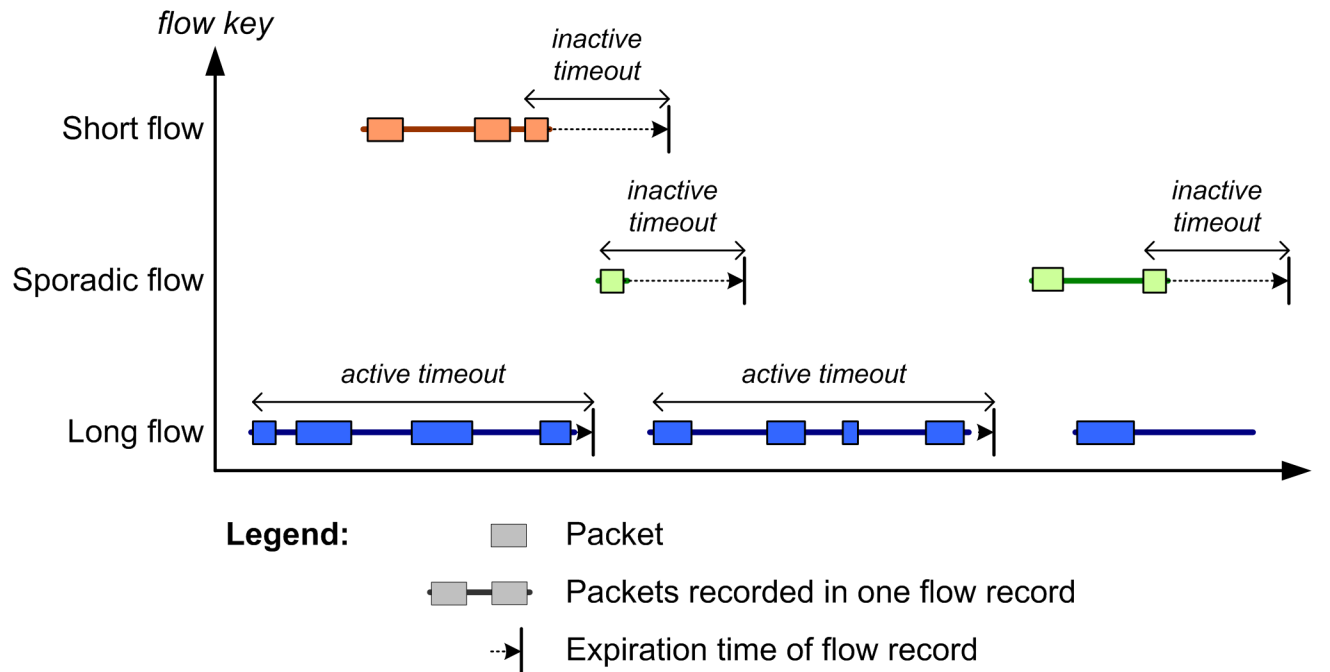 flow key
inactive
timeout
Short flow
inactive
timeout
inactive
timeout
Sporadic flow
active timeout
active timeout
Long flow
Legend:
Packet
Packets recorded in one flow record
Expiration time of flow record